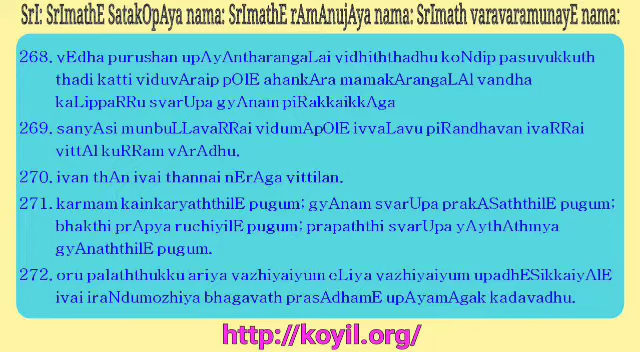 SrI: SrImathE SatakOpAya nama: SrImathE rAmAnujAya nama: SrImath varavaramunayE nama:
268. vEdha purushan upAyAntharangaLai vidhiththadhu koNdip pasuvukkuth
thadi katti viduvAraip pOlE ahankAra mamakArangaLAl vandha
kaLippaRRu svarUpa gyAnam piRakkaikkAga
269. sanyAsi munbuLLavaRRai vidumApOlE ivvaLavu piRandhavan ivaRRai
vittAl kuRRam vArAdhu.
270. ivan thAn ivai thannai nErAga vittilan.
271. karmam kainkaryaththilE pugum; gyAnam svarUpa prakASaththilE pugum;
bhakthi prApya ruchiyilE pugum; prapaththi svarUpa yAythAthmya
gyAnaththilE pugum.
272. oru palaththukku ariya vazhiyaiyum eLiya vazhiyaiyum upadhESikkaiyAlE
ivai iraNdumozhiya bhagavath prasAdhamE upAyamAgak kadavadhu.
http://koyil.org/